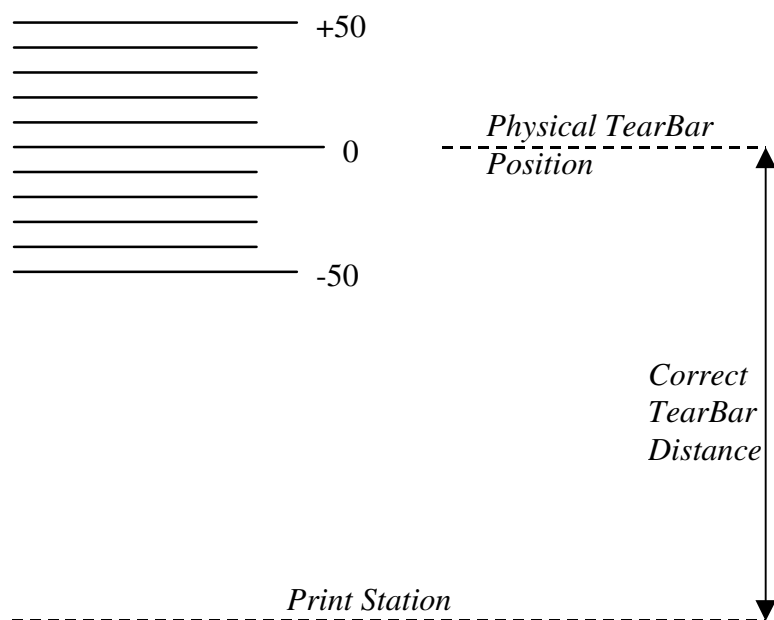 +50
Physical TearBar
0
Position
-50
Correct
TearBar
Distance
Print Station